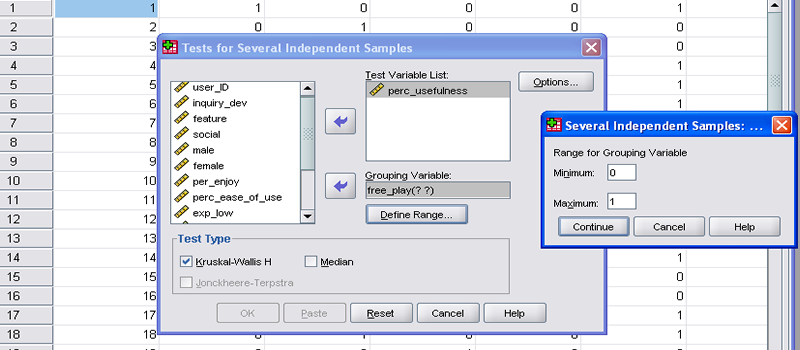 1 1 0 0 0 0 1
2 2 0 1 0 0 0
3 3 0
Tests for Several Independent Samples
4 4 1
5 5 1
6 6 1
7 7
8 8
9 9
10 10
11 11
12 12
13 13
14 14 1
15 15 0
16 16 0
17 17 1
18 18 0 1 0 0 1
user_ID
inquiry_dev
feature
social
male
female
per_enjoy
perc_ease_of_use
exp_low
Test Variable List:
perc_usefulness
Options...
Grouping Variable:
free_play(? ?)
Define Range...
Test Type
Kruskal-Wallis H Median
Jonckheere-Terpstra
OK Paste Reset Cancel Help
Several Independent Samples: ...
Range for Grouping Variable
Minimum: 0
Maximum: 1
Continue Cancel Help